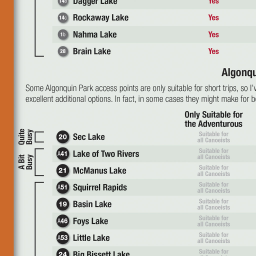 Dagger Lake Yes
Rockaway Lake Yes
Nahma Lake Yes
Brain Lake Yes
Algonqu
Some Algonquin Park access points are only suitable for short trips, so I'v
excellent additional options. In fact, in some cases they might make for be
Only Suitable for
the Adventurous
Quite Busy
20 Sec Lake Suitable for all Canoeists
A Bit Busy
Lake of Two Rivers Suitable for all Canoeists
21 McManus Lake Suitable for all Canoeists
Squirrel Rapids Suitable for all Canoeists
19 Basin Lake Suitable for all Canoeists
Foys Lake Suitable for all Canoeists
Little Lake Suitable for all Canoeists
24 Big Bissett Lake Suitable for